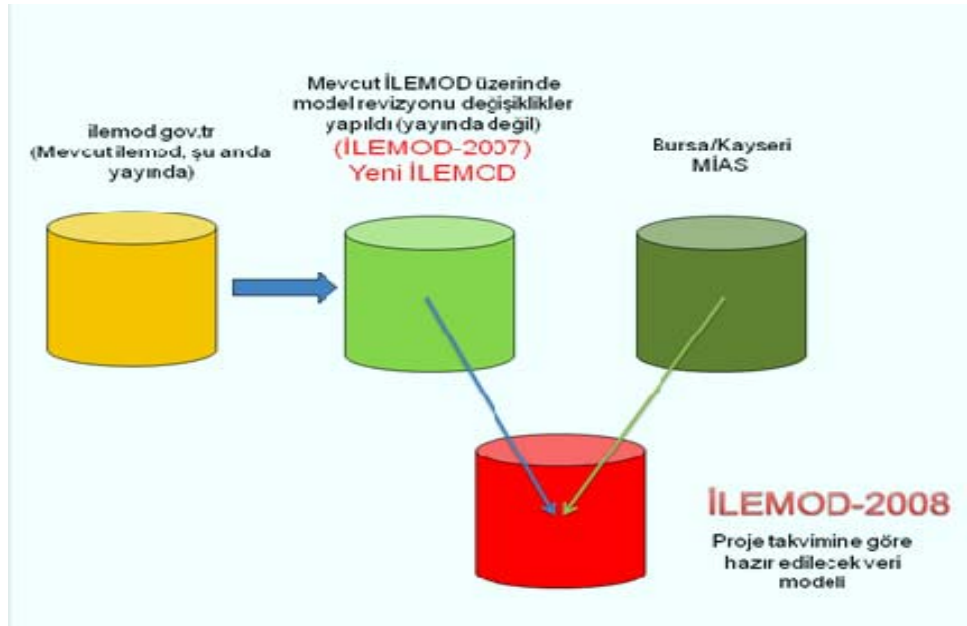 ilemod gov.tr
(Mevcut ilemod, şu anda
yayında)
Mevcut İLEMOD üzerinde
model revizyonu değişiklikler
yapıldı (yayında değil)
(İLEMOD-2007)
Yeni İLEMOD
Bursa/Kayseri
MİAS
İLEMOD-2008
Proje takvimine göre
hazır edilecek veri
modeli